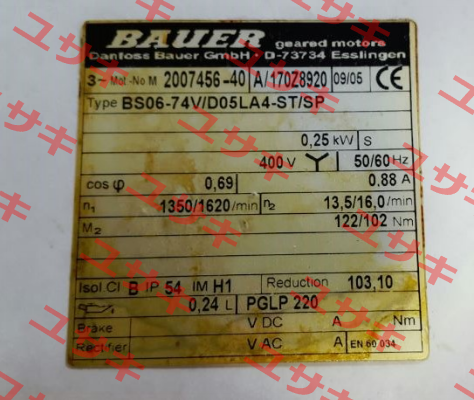 BAUER geared motors
Danfoss Bauer GmbH · D-73734 Esslingen
3~ Mot.-No M 2007456-40 A/170Z8920 09/05 CE
Type BS06-74V/D05LA4-ST/SP
0,25 kW S
400 V Y 50/60 Hz
cos φ 0,69 0.88 A
n1 1350/1620/min n2 13,5/16,0/min
M2 122/102 Nm
Isol.Cl B IP 54 IM H1 Reduction 103,10
0,24 L PGLP 220
Brake V DC A Nm
Rectifier V AC A EN 60 034
ユサキ